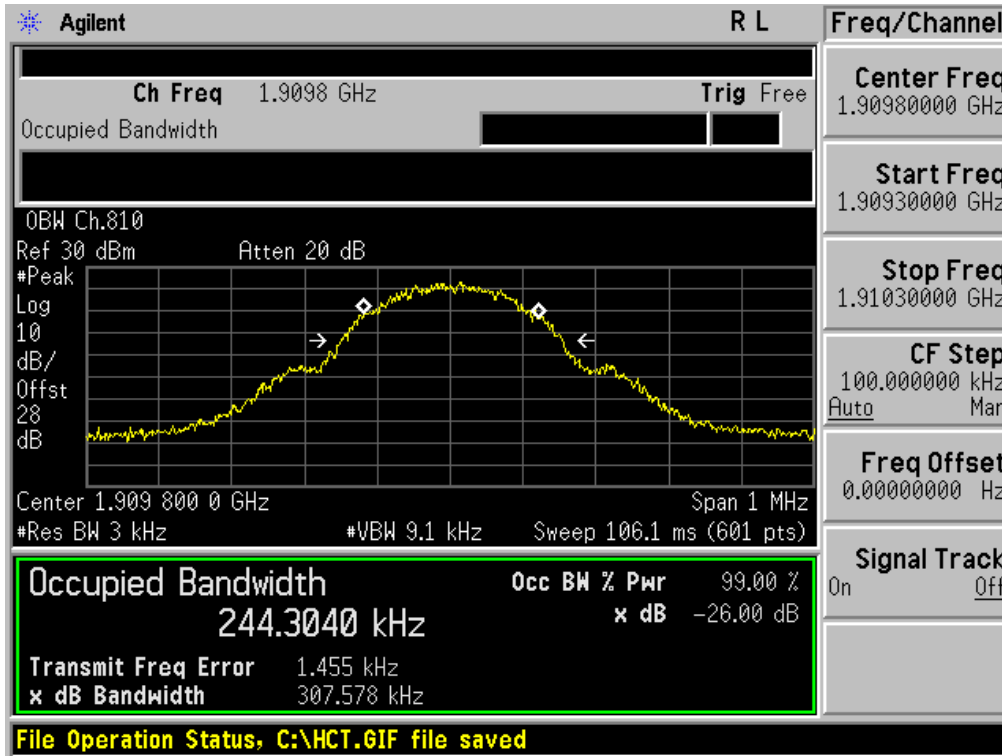 Agilent
R L
Freq/Channel
Ch Freq 1.9098 GHz
Trig Free
Occupied Bandwidth
Center Freq
1.90980000 GHz
Start Freq
1.90930000 GHz
Stop Freq
1.91030000 GHz
CF Step
100.000000 kHz
Auto Man
Freq Offset
0.00000000 Hz
Signal Track
On Off
OBW Ch.810
Ref 30 dBm Atten 20 dB
#Peak
Log
10
dB/
Offst
28
dB
Center 1.909 800 0 GHz Span 1 MHz
#Res BW 3 kHz #VBW 9.1 kHz Sweep 106.1 ms (601 pts)
Occupied Bandwidth
244.3040 kHz
Occ BW % Pwr 99.00 %
x dB -26.00 dB
Transmit Freq Error 1.455 kHz
x dB Bandwidth 307.578 kHz
File Operation Status, C:\HCT.GIF file saved